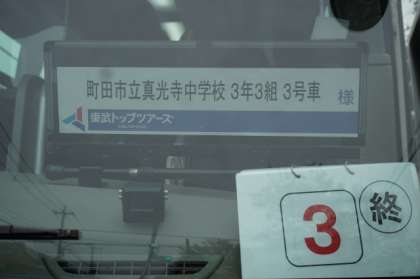 町田市立真光寺中学校 3年3組 3号車 様
東武トップツアーズ
3 終